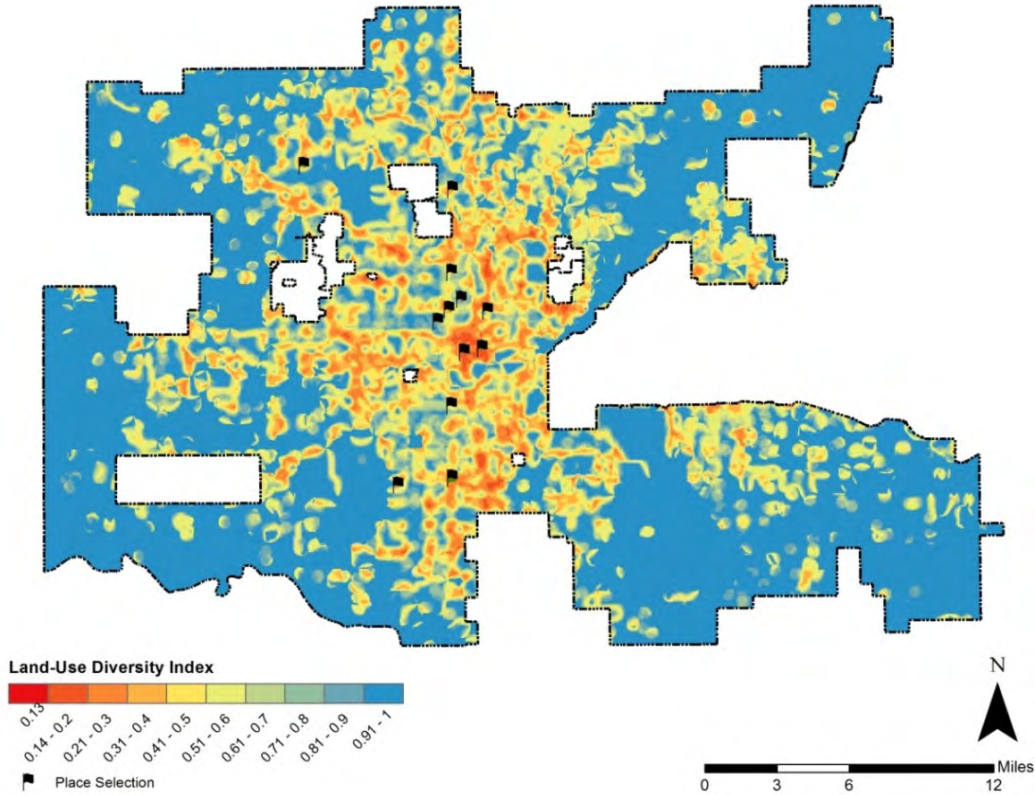 Land-Use Diversity Index
0.13
0.14 - 0.2
0.21 - 0.3
0.31 - 0.4
0.41 - 0.5
0.51 - 0.6
0.61 - 0.7
0.71 - 0.8
0.81 - 0.9
0.91 - 1
Place Selection
N
Miles
0 3 6 12